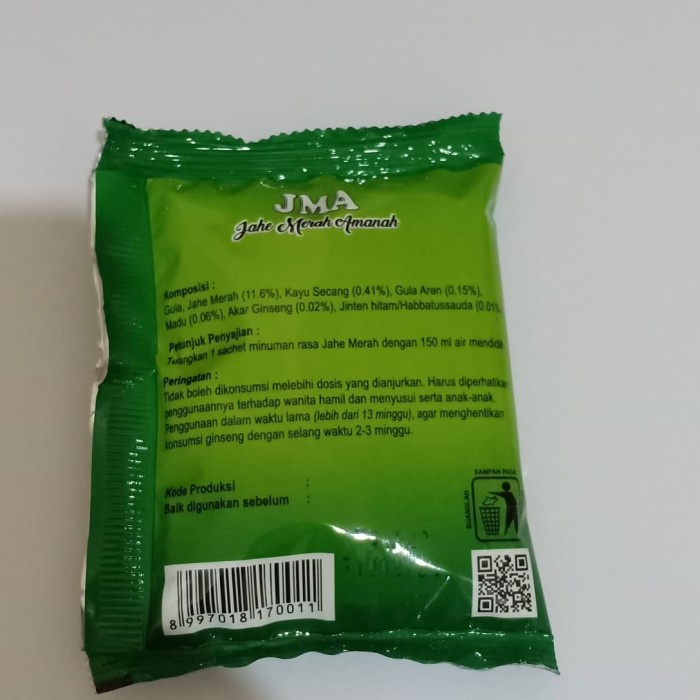 JMA
Jahe Merah Amanah
Komposisi :
Gula, Jahe Merah (11.6%), Kayu Secang (0.41%), Gula Aren (0.15%),
Madu (0.06%), Akar Ginseng (0.02%), Jinten hitam/Habbatussauda (0.01%
Petunjuk Penyajian :
Tuangkan 1 sachet minuman rasa Jahe Merah dengan 150 ml air mendidih
Peringatan :
Tidak boleh dikonsumsi melebihi dosis yang dianjurkan. Harus diperhatikan
penggunaannya terhadap wanita hamil dan menyusui serta anak-anak.
Penggunaan dalam waktu lama (lebih dari 13 minggu), agar menghentikan
konsumsi ginseng dengan selang waktu 2-3 minggu.
Kode Produksi :
Baik digunakan sebelum :
BUANGLAH
SAMPAH PADA
8 997018 170011